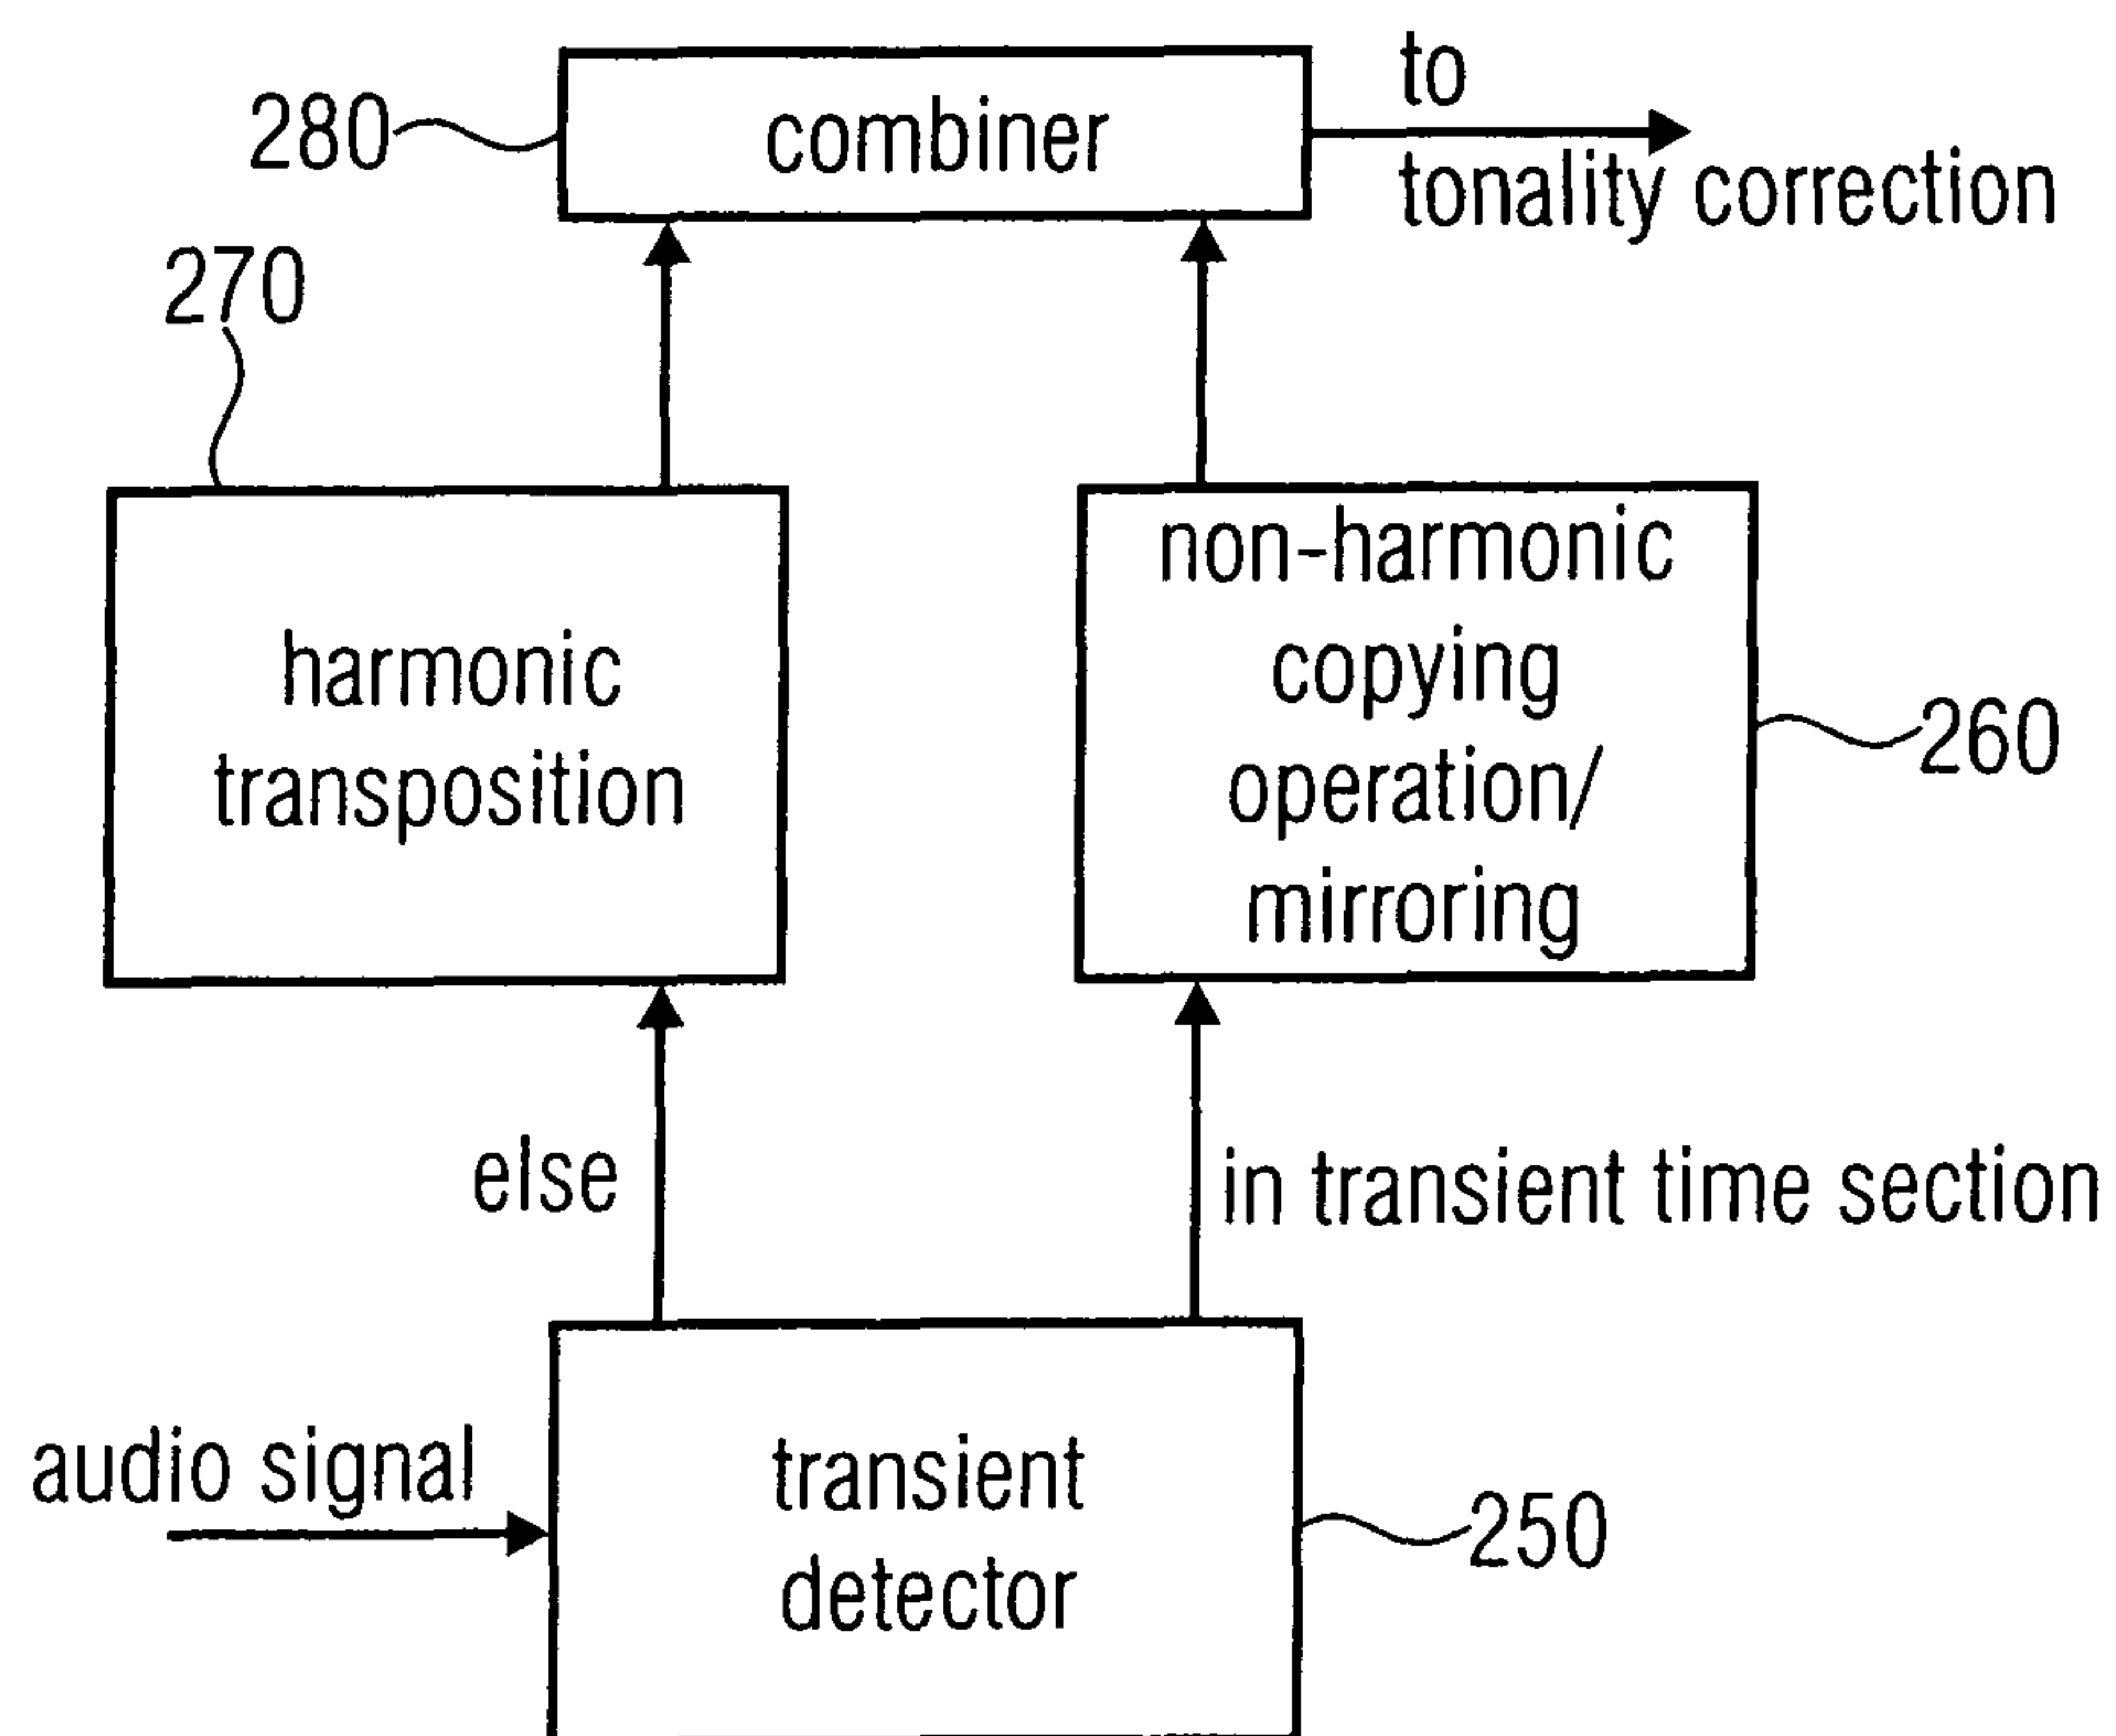 280
combiner
to
tonality correction
270
harmonic
transposition
non-harmonic
copying
operation/
mirroring
260
else
in transient time section
audio signal
transient
detector
250